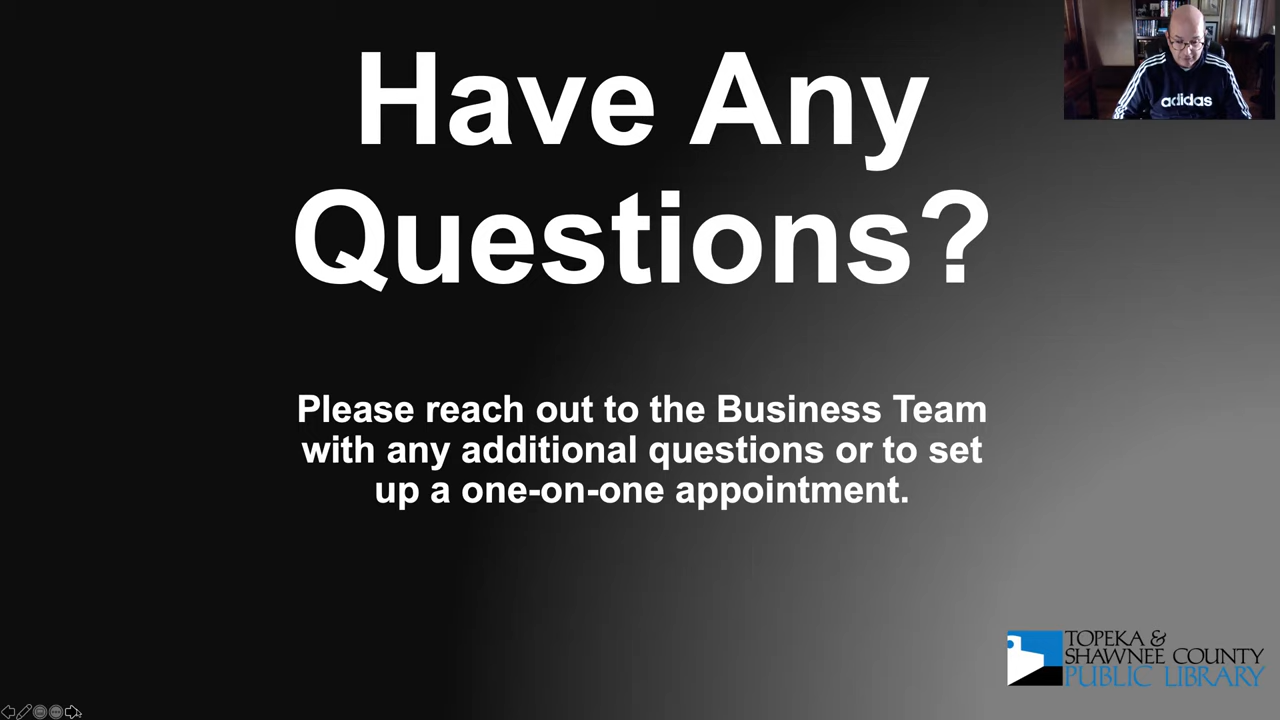 Have Any
Questions?
Please reach out to the Business Team
with any additional questions or to set
up a one-on-one appointment.
adidas
TOPEKA &
SHAWNEE COUNTY
PUBLIC LIBRARY